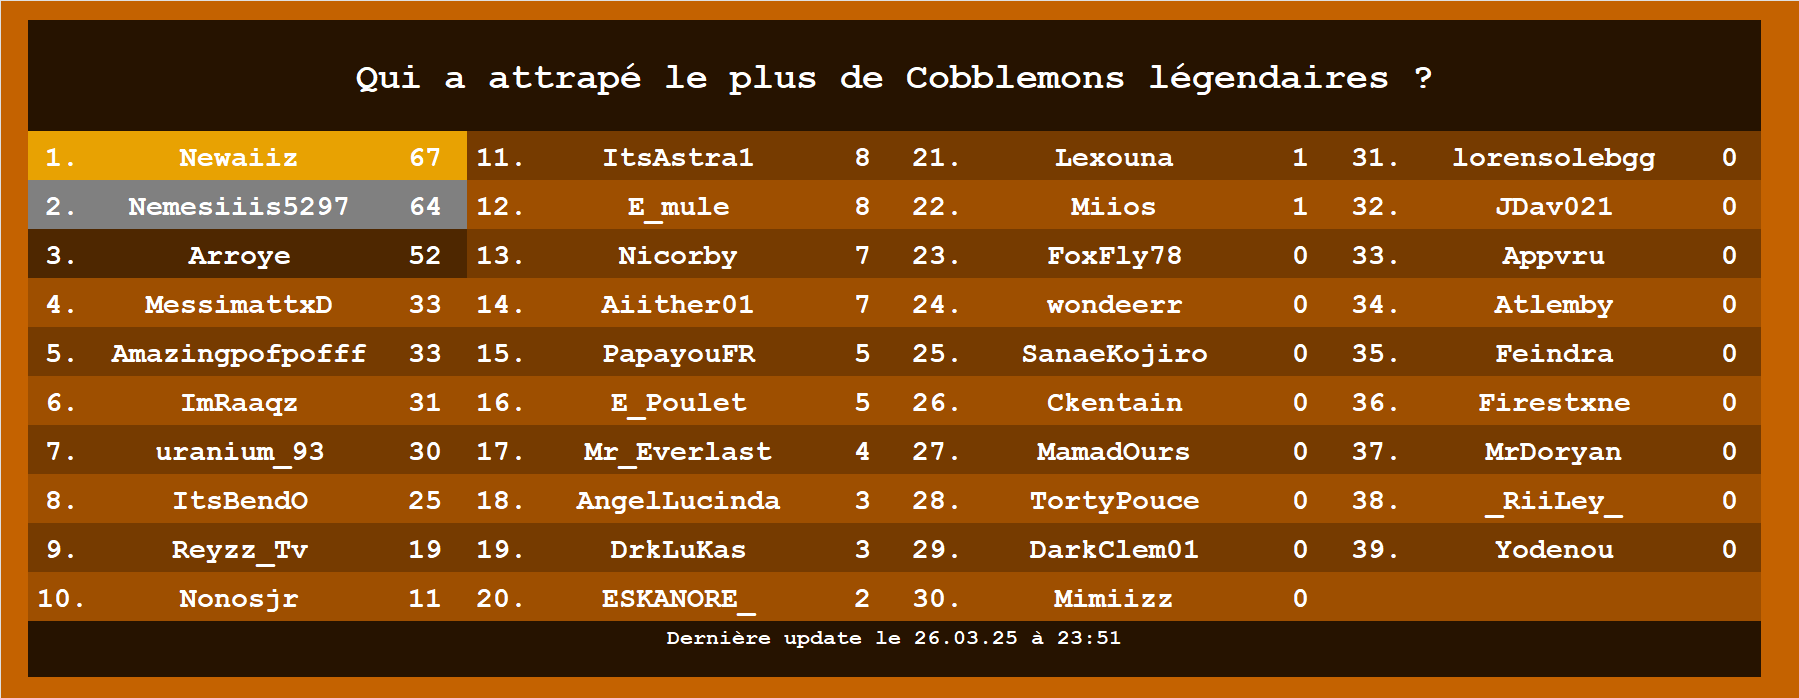 Qui a attrapé le plus de Cobblemons légendaires ?
1. Newaiiz 67 11. ItsAstra1 8 21. Lexouna 1 31. lorensolebgg 0
2. Nemesiiis5297 64 12. E_mule 8 22. Miios 1 32. JDav021 0
3. Arroye 52 13. Nicorby 7 23. FoxFly78 0 33. Appvru 0
4. MessimattxD 33 14. Aiither01 7 24. wondeerr 0 34. Atlemby 0
5. Amazingpofpofff 33 15. PapayouFR 5 25. SanaeKojiro 0 35. Feindra 0
6. ImRaaqz 31 16. E_Poulet 5 26. Ckentain 0 36. Firestxne 0
7. uranium_93 30 17. Mr_Everlast 4 27. MamadOurs 0 37. MrDoryan 0
8. ItsBendO 25 18. AngelLucinda 3 28. TortyPouce 0 38. _RiiLey_ 0
9. Reyzz_Tv 19 19. DrkLuKas 3 29. DarkClem01 0 39. Yodenou 0
10. Nonosjr 11 20. ESKANORE_ 2 30. Mimiizz 0
Dernière update le 26.03.25 à 23:51